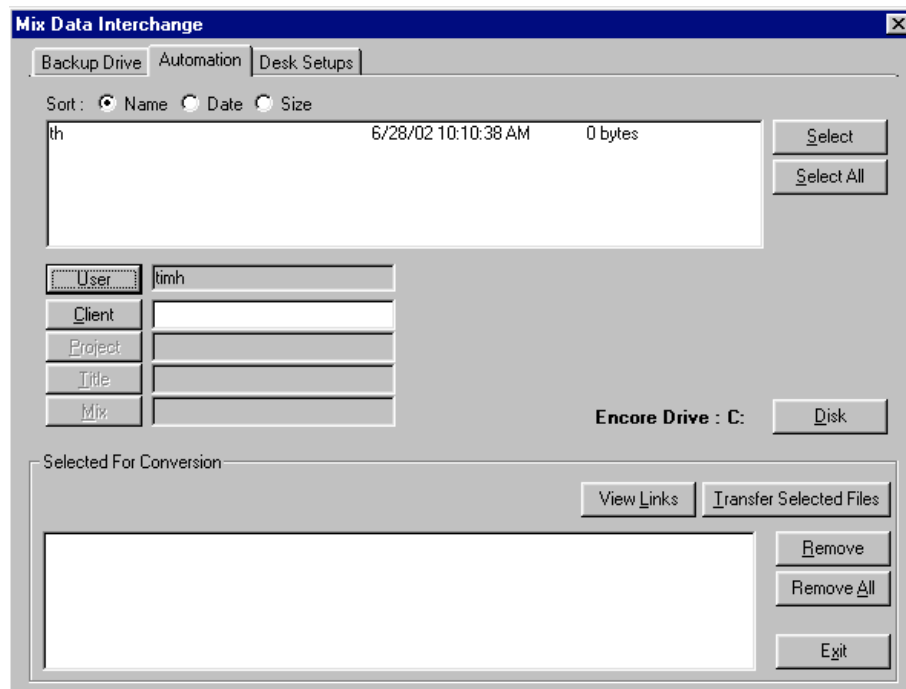 Mix Data Interchange
Backup Drive Automation Desk Setups
Sort: Name Date Size
th 6/28/02 10:10:38 AM 0 bytes
Select
Select All
User timh
Client
Project
Title
Mix
Encore Drive : C: Disk
Selected For Conversion
View Links Transfer Selected Files
Remove
Remove All
Exit